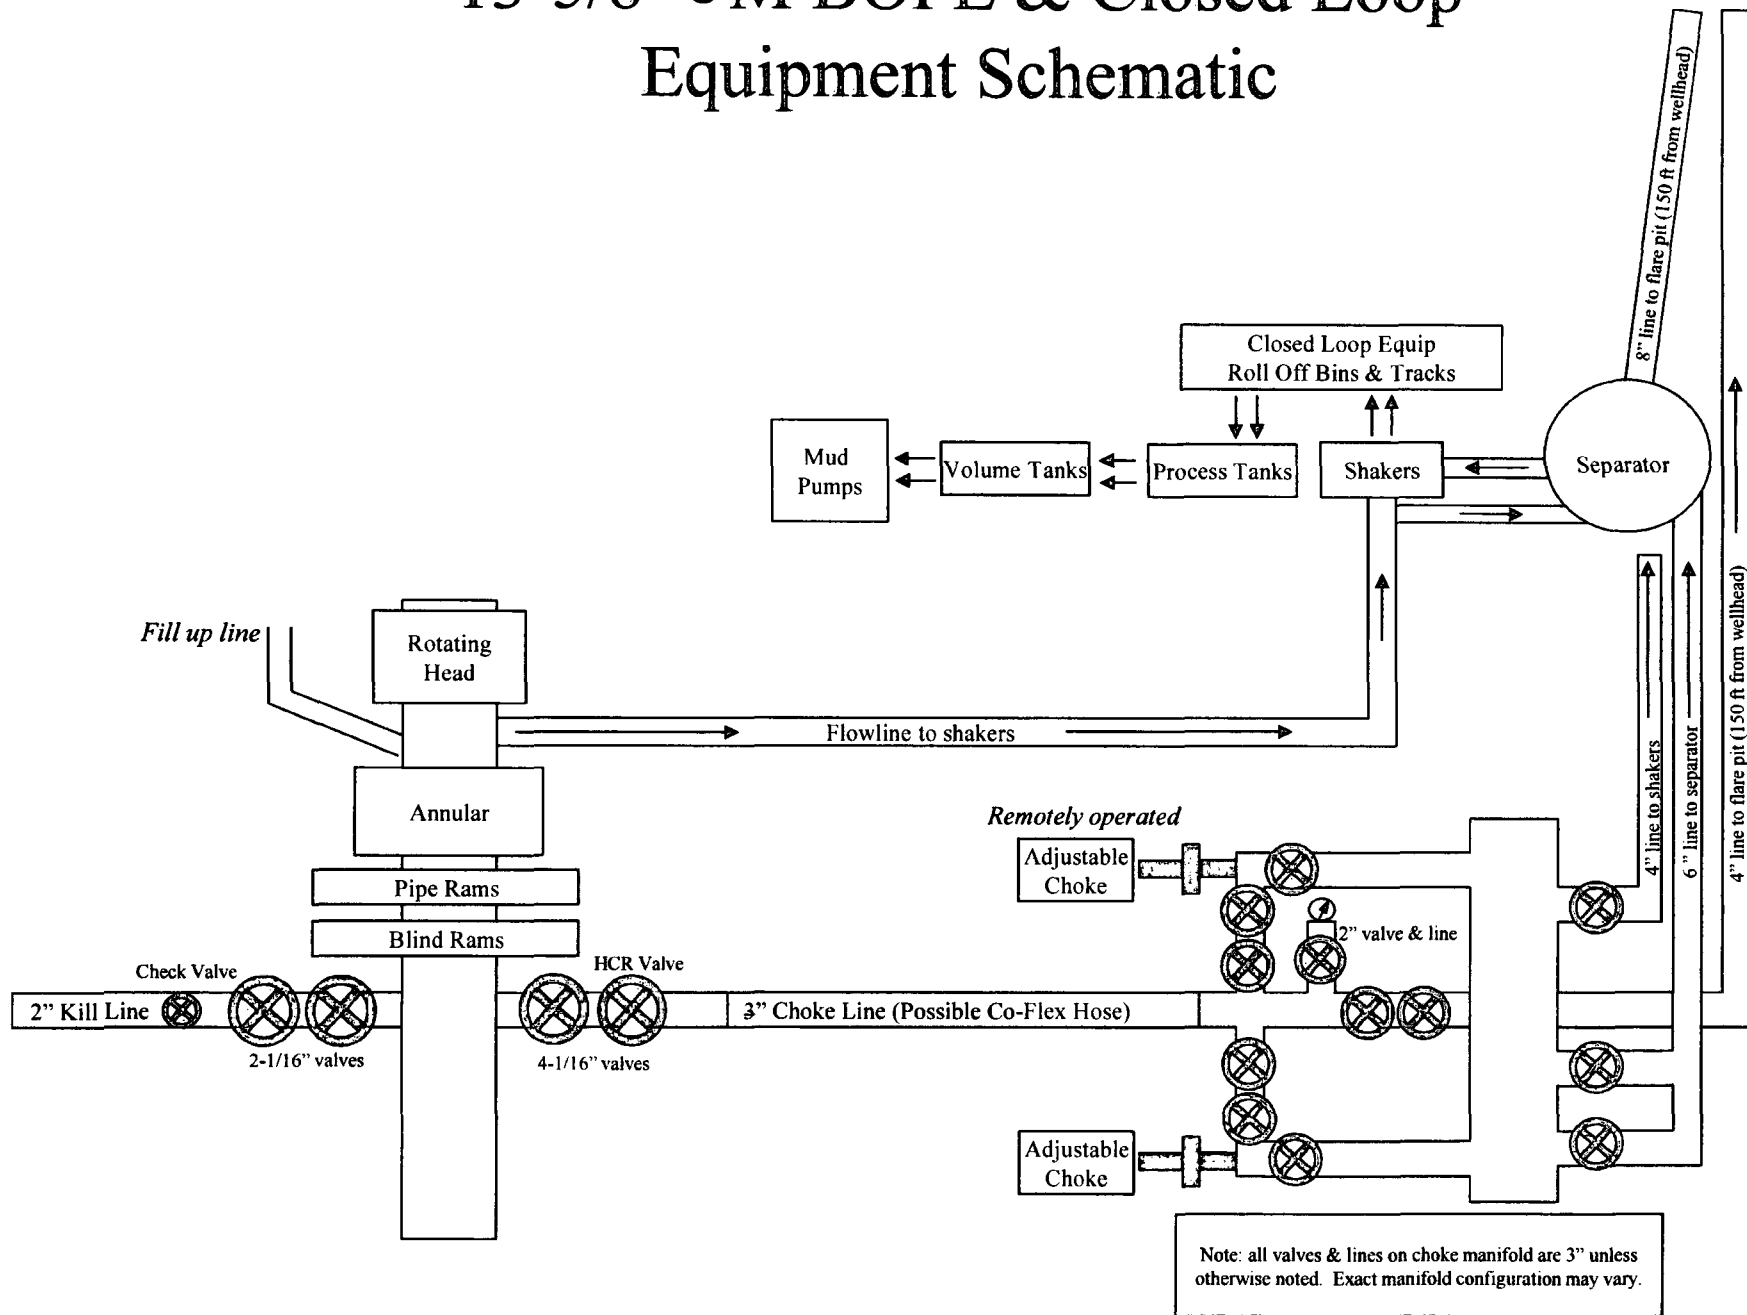 BOPE & Closed Loop
Equipment Schematic
8” line to flare pit (150 ft from wellhead)
Closed Loop Equip
Roll Off Bins & Tracks
Mud
Pumps
Volume Tanks
Process Tanks
Shakers
Separator
Fill up line
Rotating
Head
Flowline to shakers
Annular
Pipe Rams
Blind Rams
Remotely operated
Adjustable
Choke
2” valve & line
4” line to shakers
6 ” line to separator
4” line to flare pit (150 ft from wellhead)
Check Valve
HCR Valve
2” Kill Line
3” Choke Line (Possible Co-Flex Hose)
2-1/16” valves
4-1/16” valves
Adjustable
Choke
Note: all valves & lines on choke manifold are 3” unless
otherwise noted. Exact manifold configuration may vary.